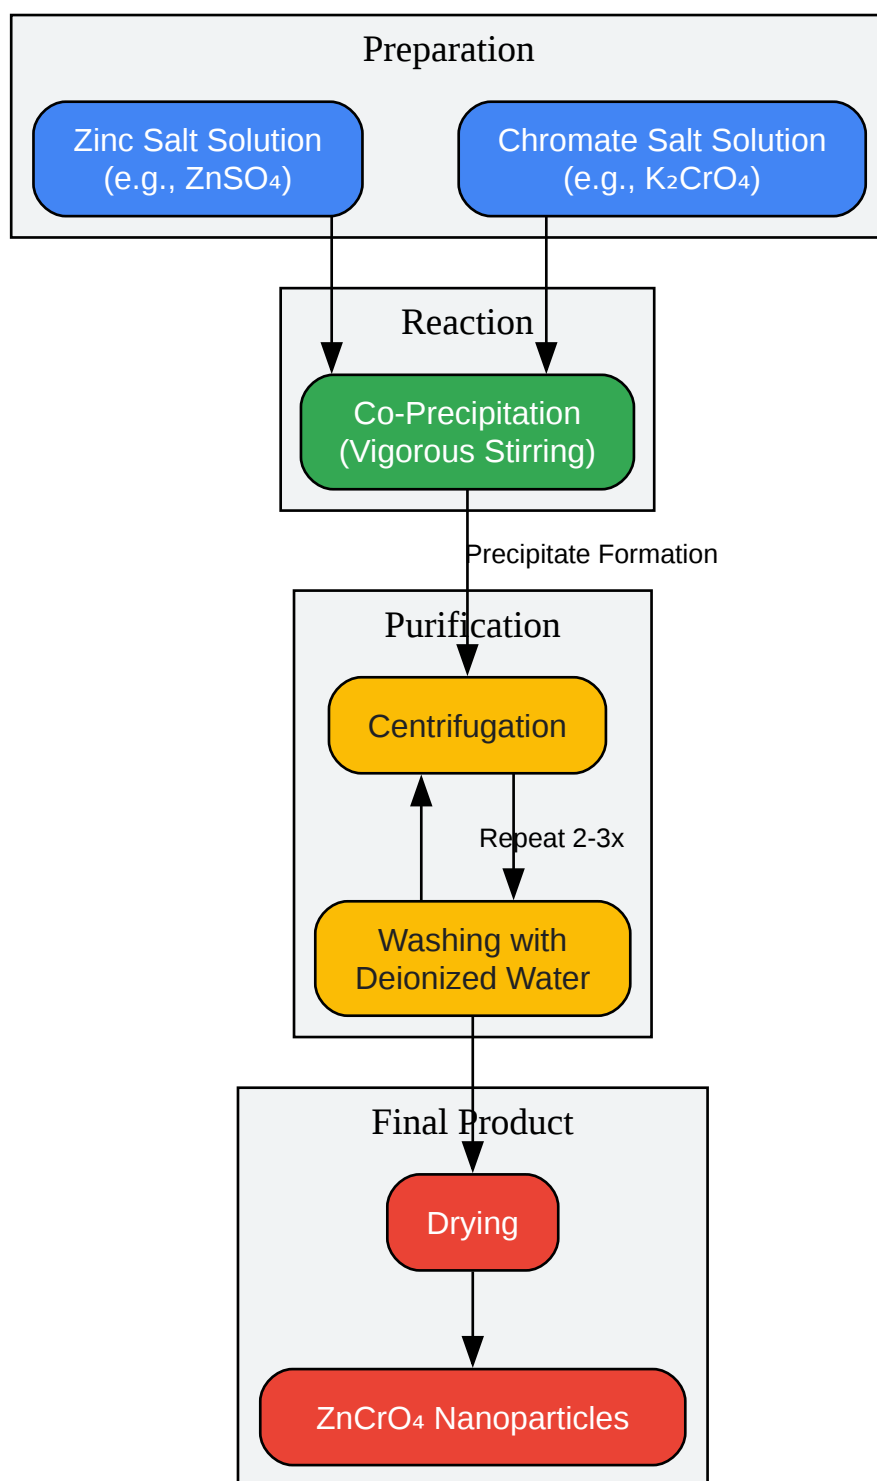 Preparation
Zinc Salt Solution
(e.g., ZnSO₄)
Chromate Salt Solution
(e.g., K₂CrO₄)
Reaction
Co-Precipitation
(Vigorous Stirring)
Precipitate Formation
Purification
Centrifugation
Repeat 2-3x
Washing with
Deionized Water
Final Product
Drying
ZnCrO₄ Nanoparticles